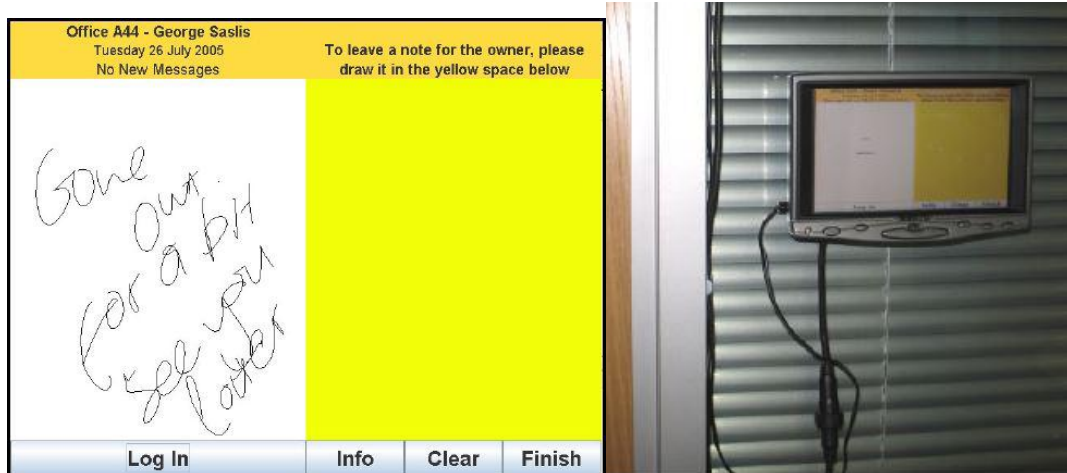 Office A44 - George Saslis
Tuesday 26 July 2005
No New Messages
To leave a note for the owner, please
draw it in the yellow space below
Gone
out
for a bit
see you
later
Log In
Info
Clear
Finish